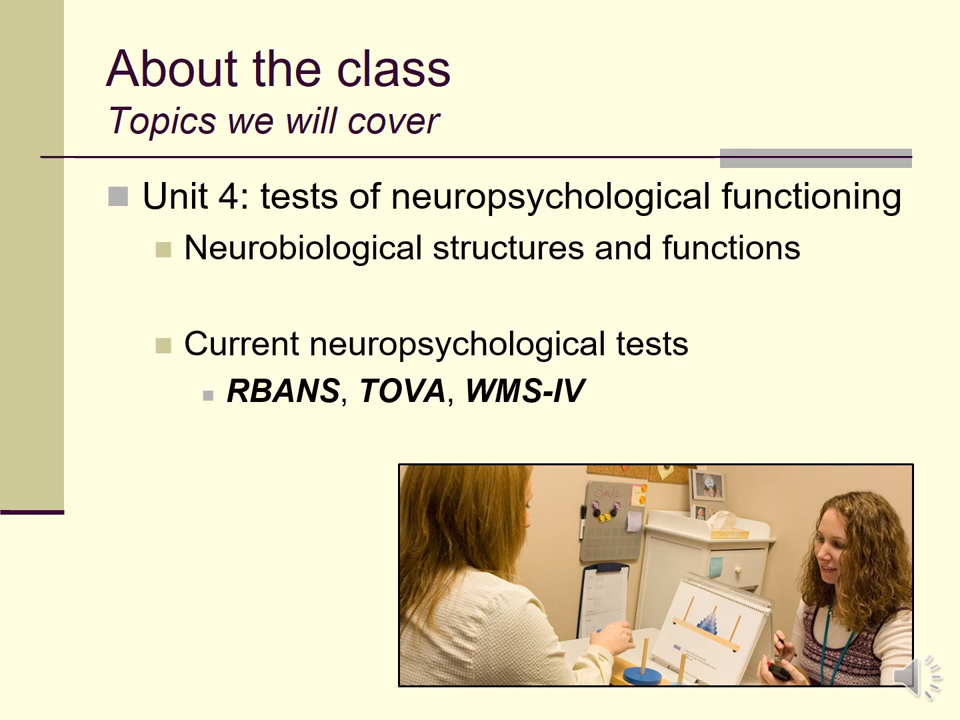 About the class
Topics we will cover
Unit 4: tests of neuropsychological functioning
Neurobiological structures and functions
Current neuropsychological tests
RBANS, TOVA, WMS-IV